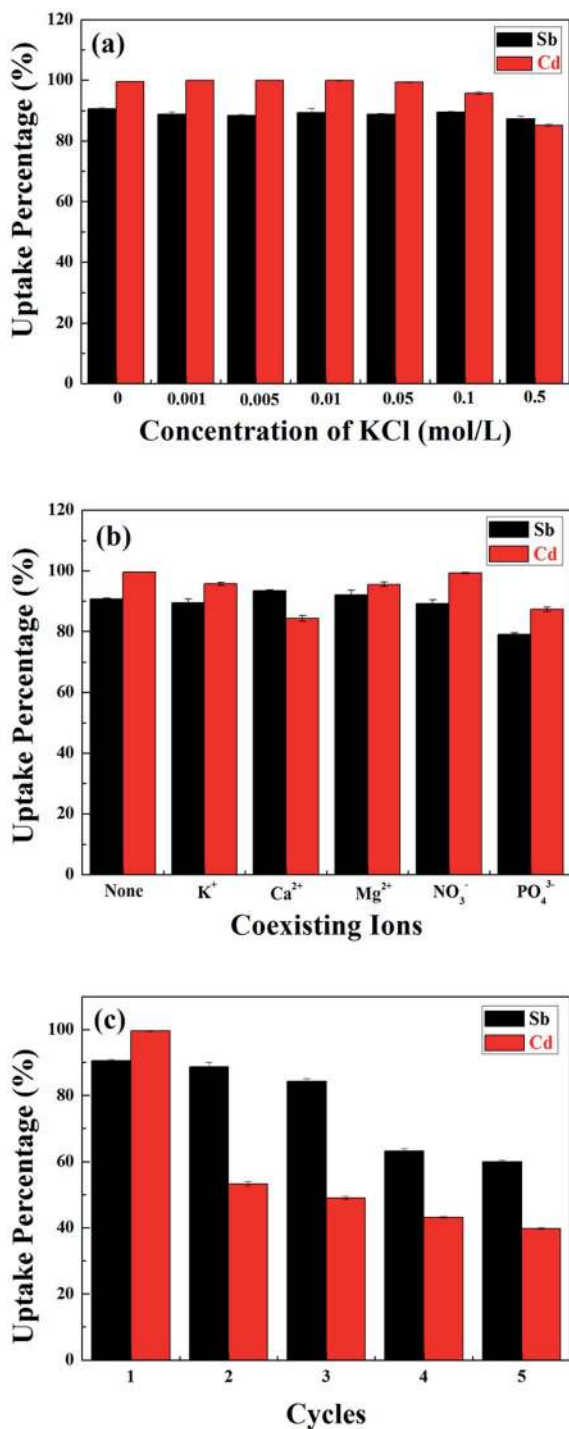 (a)
Sb
Cd
120
100
80
60
40
20
0
Uptake Percentage (%)
0 0.001 0.005 0.01 0.05 0.1 0.5
Concentration of KCl (mol/L)
(b)
Sb
Cd
120
100
80
60
40
20
0
Uptake Percentage (%)
None K⁺ Ca²⁺ Mg²⁺ NO₃⁻ PO₄³⁻
Coexisting Ions
(c)
Sb
Cd
100
80
60
40
20
0
Uptake Percentage (%)
1 2 3 4 5
Cycles